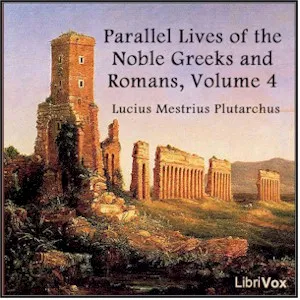 Parallel Lives of the
Noble Greeks and
Romans, Volume 4
Lucius Mestrius Plutarchus
LibriVox